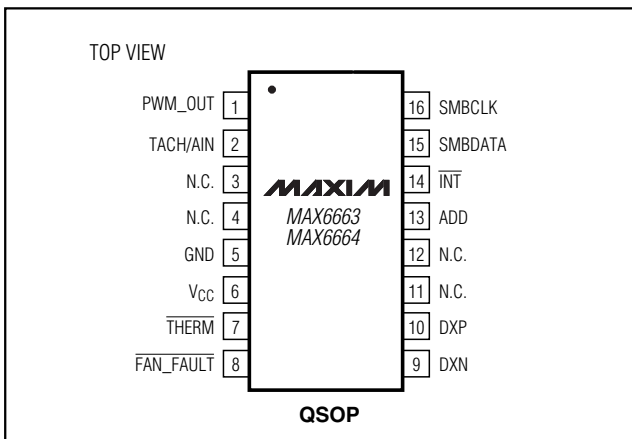 TOP VIEW
PWM_OUT 1
TACH/AIN 2
N.C. 3
N.C. 4
GND 5
VCC 6
THERM 7
FAN_FAULT 8
MAXIM
MAX6663
MAX6664
16 SMBCLK
15 SMBDATA
14 INT
13 ADD
12 N.C.
11 N.C.
10 DXP
9 DXN
QSOP